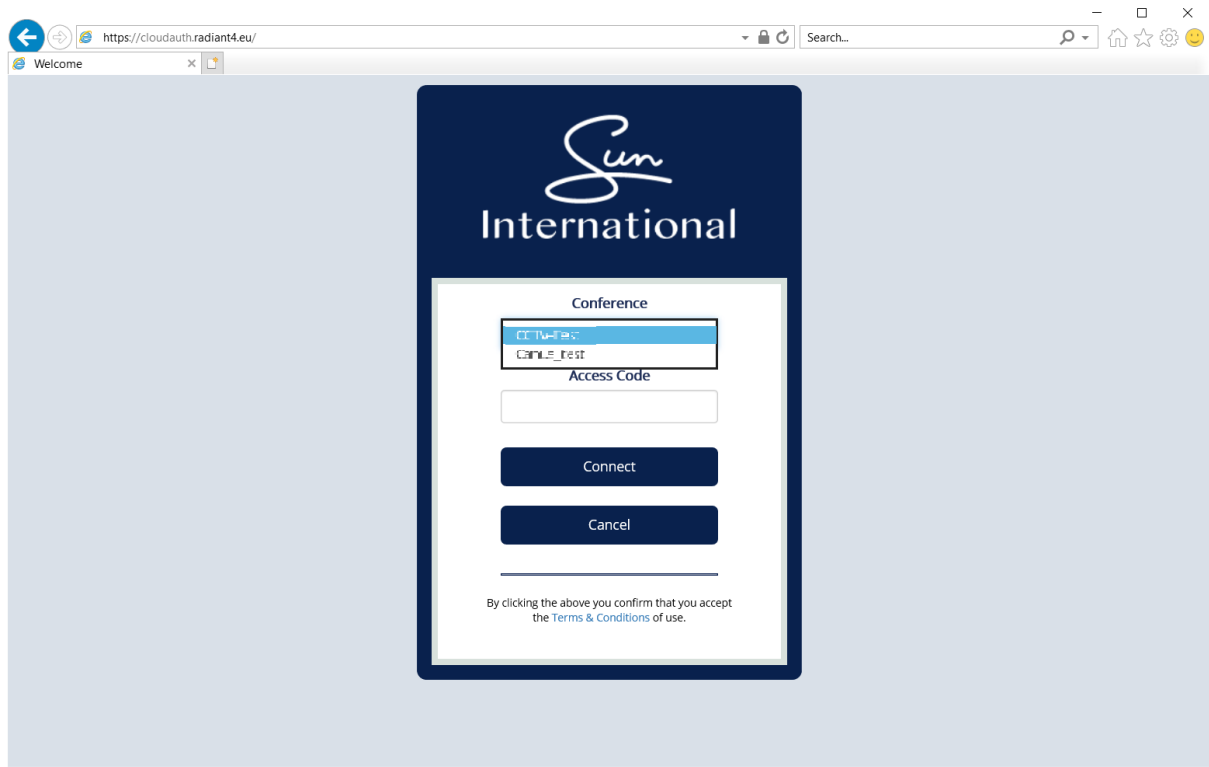 https://cloudauth.radiant4.eu/
Search...
Welcome
Sun
International
Conference
Access Code
Connect
Cancel
By clicking the above you confirm that you accept
the Terms & Conditions of use.